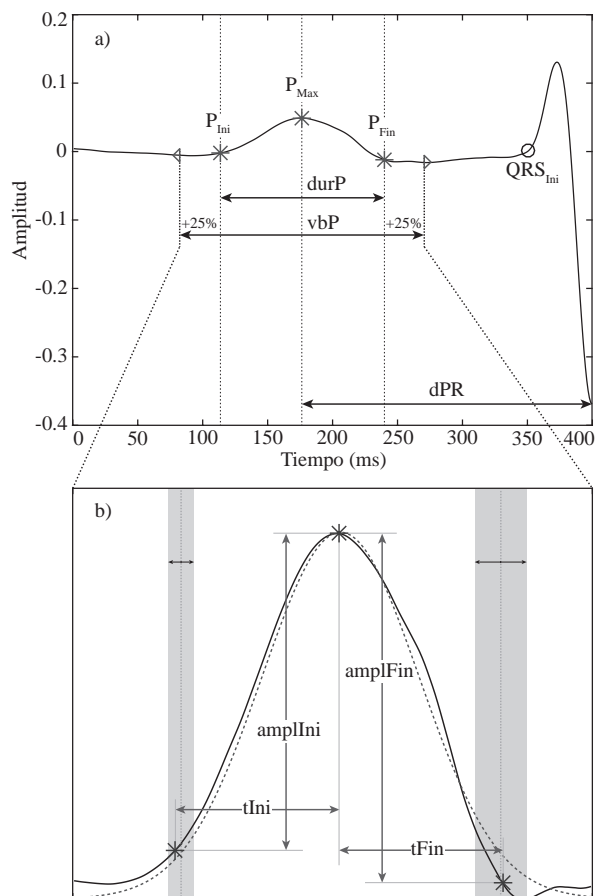 a)
0.2
0.1
0
-0.1
-0.2
-0.3
-0.4
Amplitud
P_Ini
P_Max
P_Fin
QRS_Ini
durP
+25%
vbP
+25%
dPR
0
50
100
150
200
250
300
350
400
Tiempo (ms)
b)
amplFin
amplIni
tIni
tFin